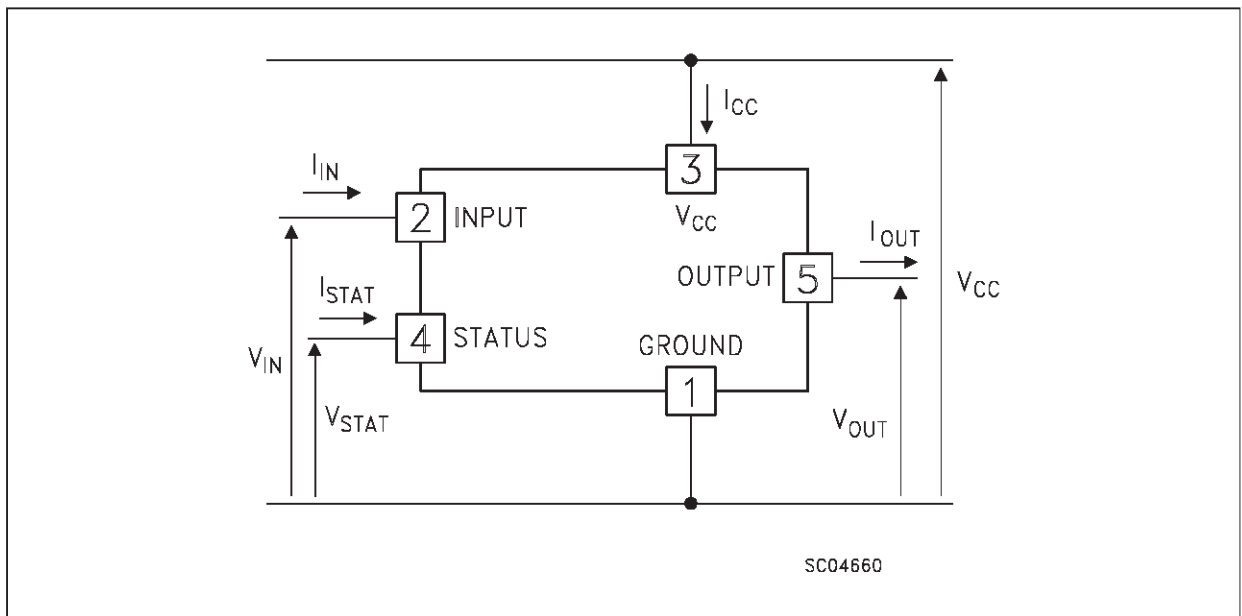 I_CC
I_IN
3
2 INPUT
V_CC
I_OUT
I_STAT
OUTPUT 5
V_CC
4 STATUS
GROUND
V_IN
1
V_STAT
V_OUT
SC04660